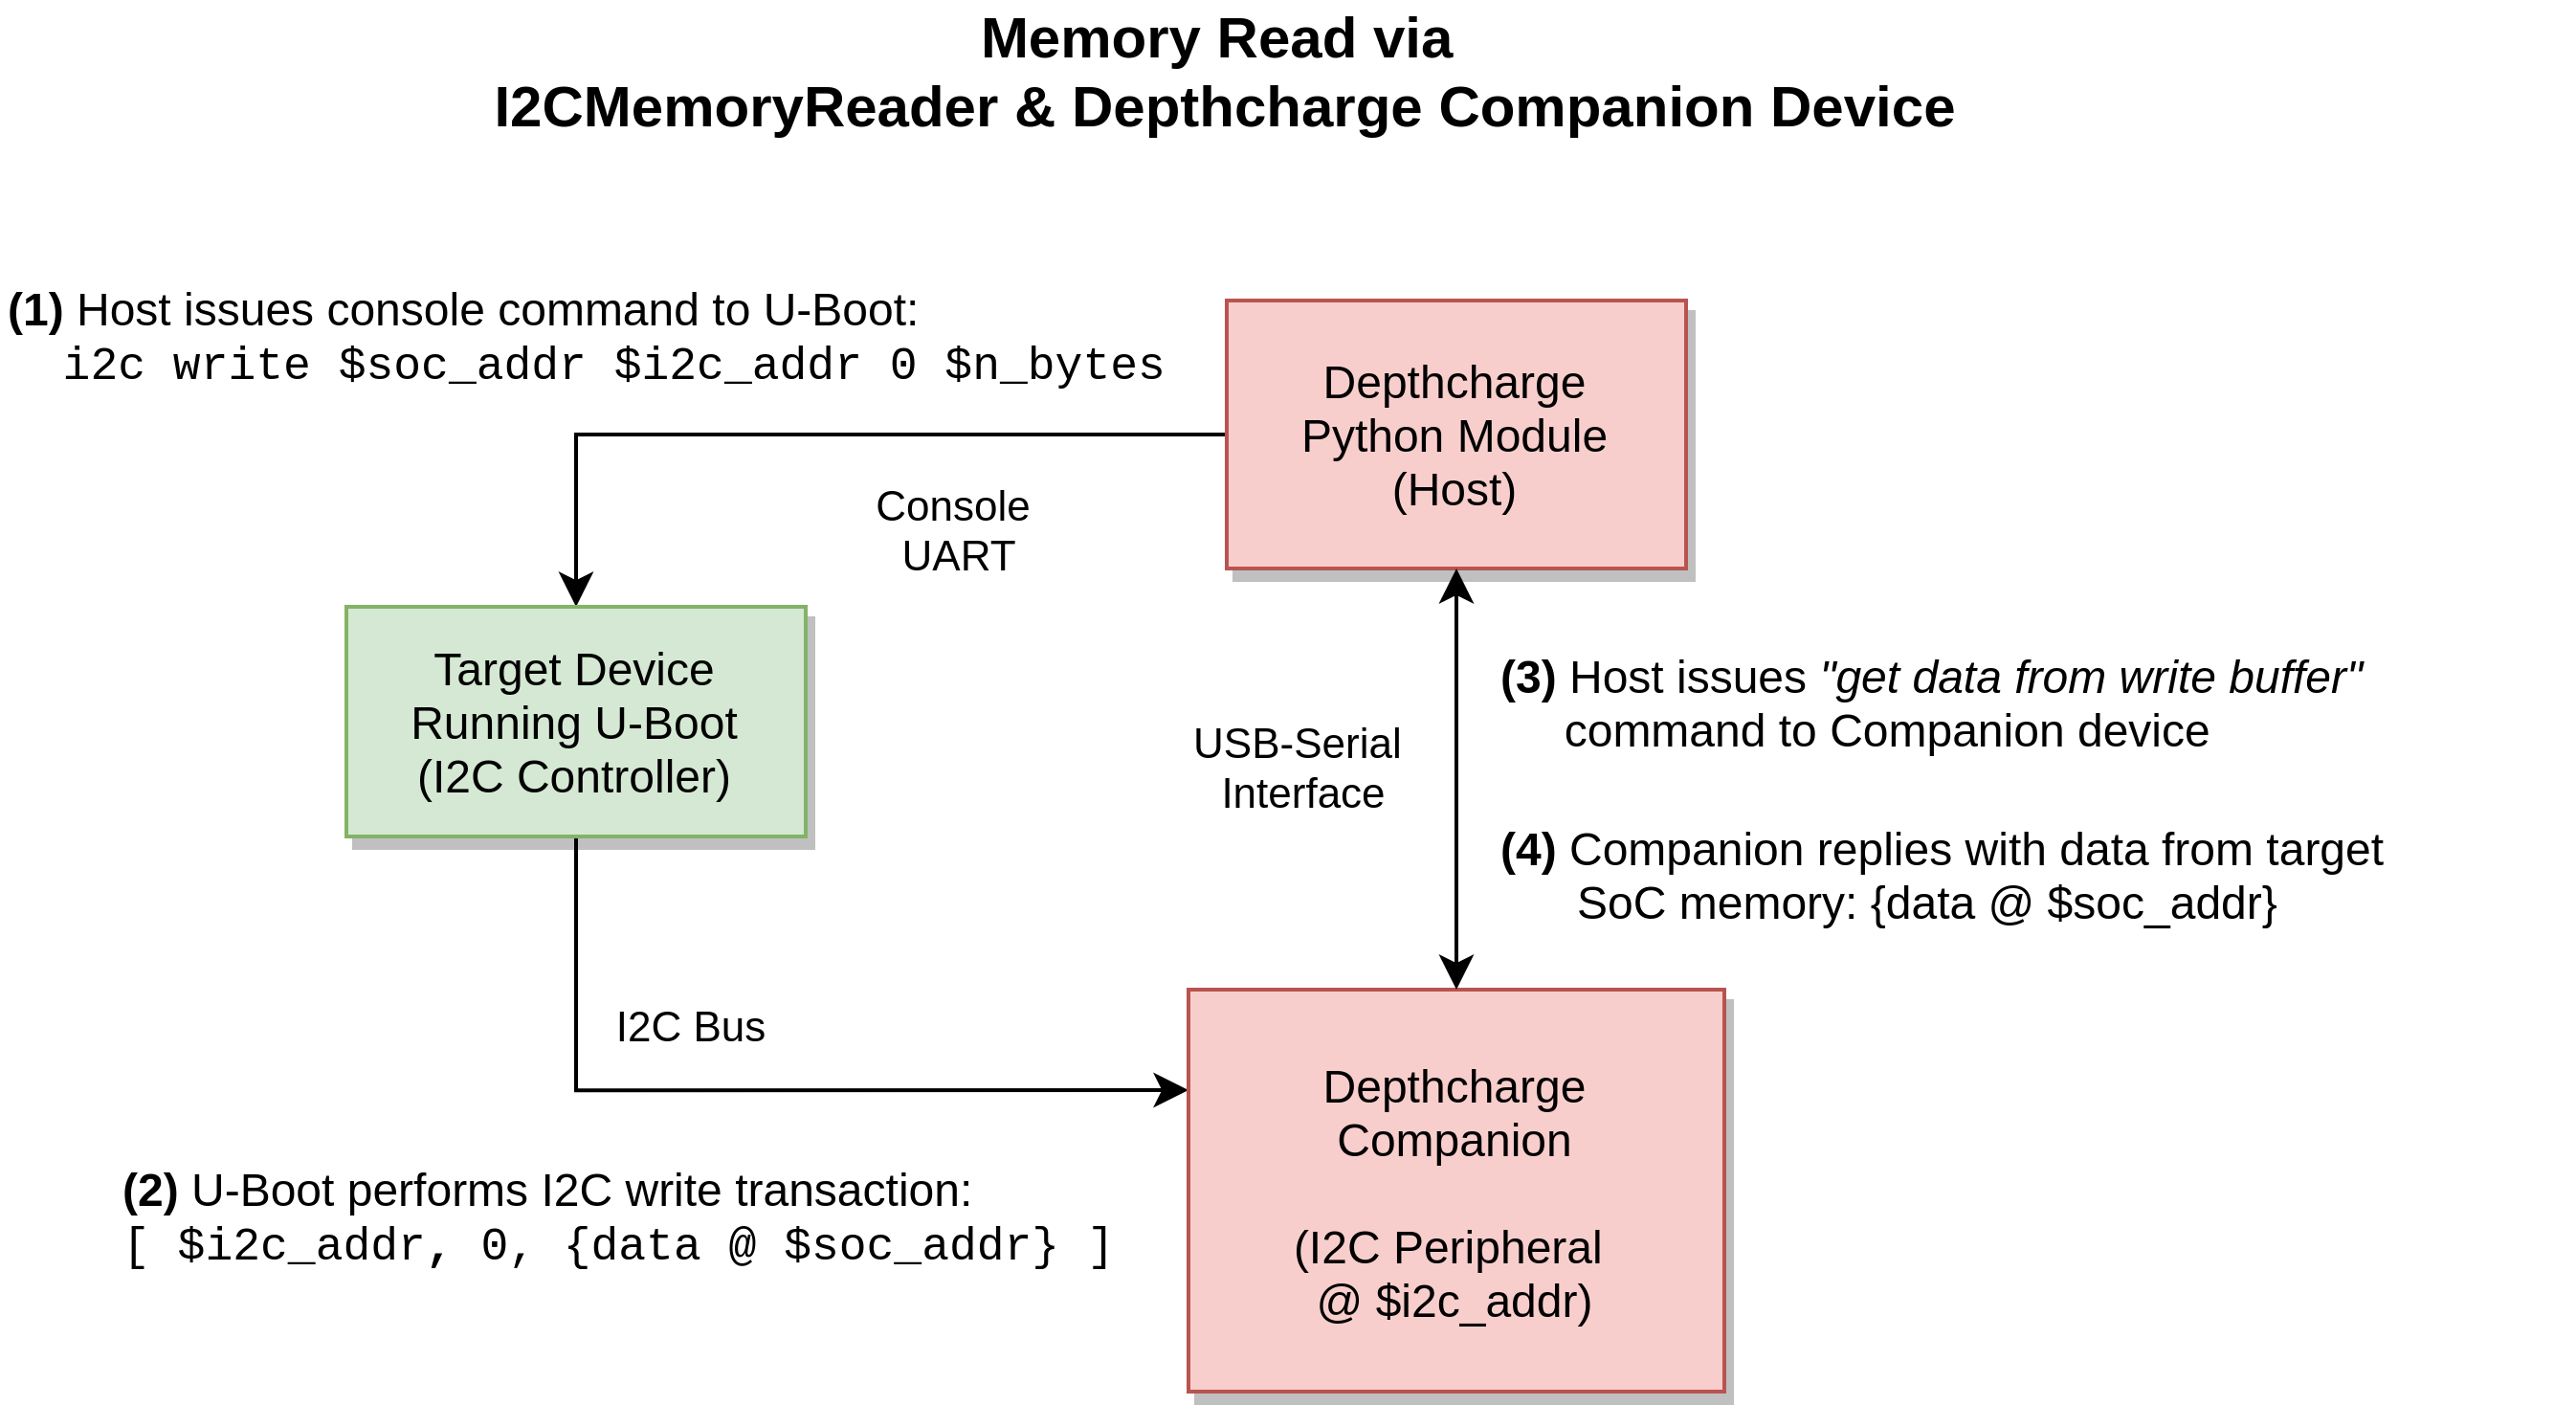 Memory Read via
I2CMemoryReader & Depthcharge Companion Device
(1) Host issues console command to U-Boot:
i2c write $soc_addr $i2c_addr 0 $n_bytes
Depthcharge
Python Module
(Host)
Console
UART
Target Device
Running U-Boot
(I2C Controller)
USB-Serial
Interface
(3) Host issues "get data from write buffer"
command to Companion device
(4) Companion replies with data from target
SoC memory: {data @ $soc_addr}
I2C Bus
(2) U-Boot performs I2C write transaction:
[ $i2c_addr, 0, {data @ $soc_addr} ]
Depthcharge
Companion
(I2C Peripheral
@ $i2c_addr)